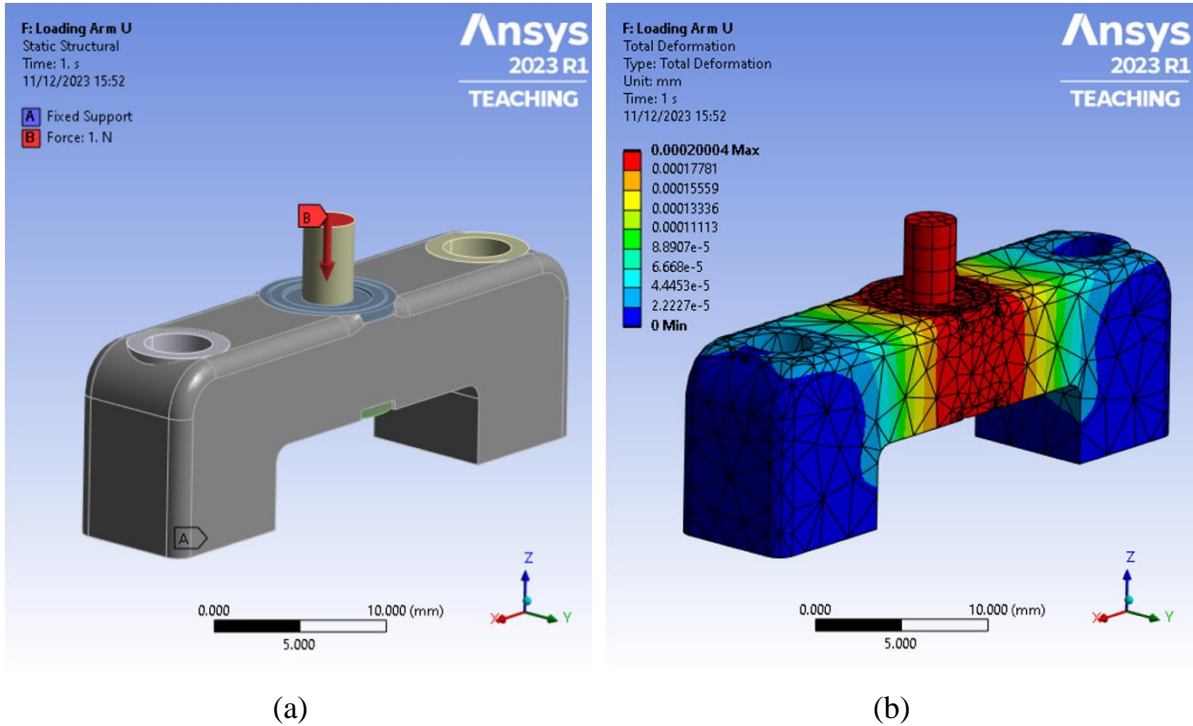 F: Loading Arm U
Static Structural
Time: 1. s
11/12/2023 15:52
A Fixed Support
B Force: 1. N
Ansys
2023 R1
TEACHING
B
A
0.000
10.000 (mm)
5.000
Z
X
Y
(a)
F: Loading Arm U
Total Deformation
Type: Total Deformation
Unit: mm
Time: 1 s
11/12/2023 15:52
0.00020004 Max
0.00017781
0.00015559
0.00013336
0.00011113
8.8907e-5
6.668e-5
4.4453e-5
2.2227e-5
0 Min
Ansys
2023 R1
TEACHING
0.000
10.000 (mm)
5.000
Z
X
Y
(b)